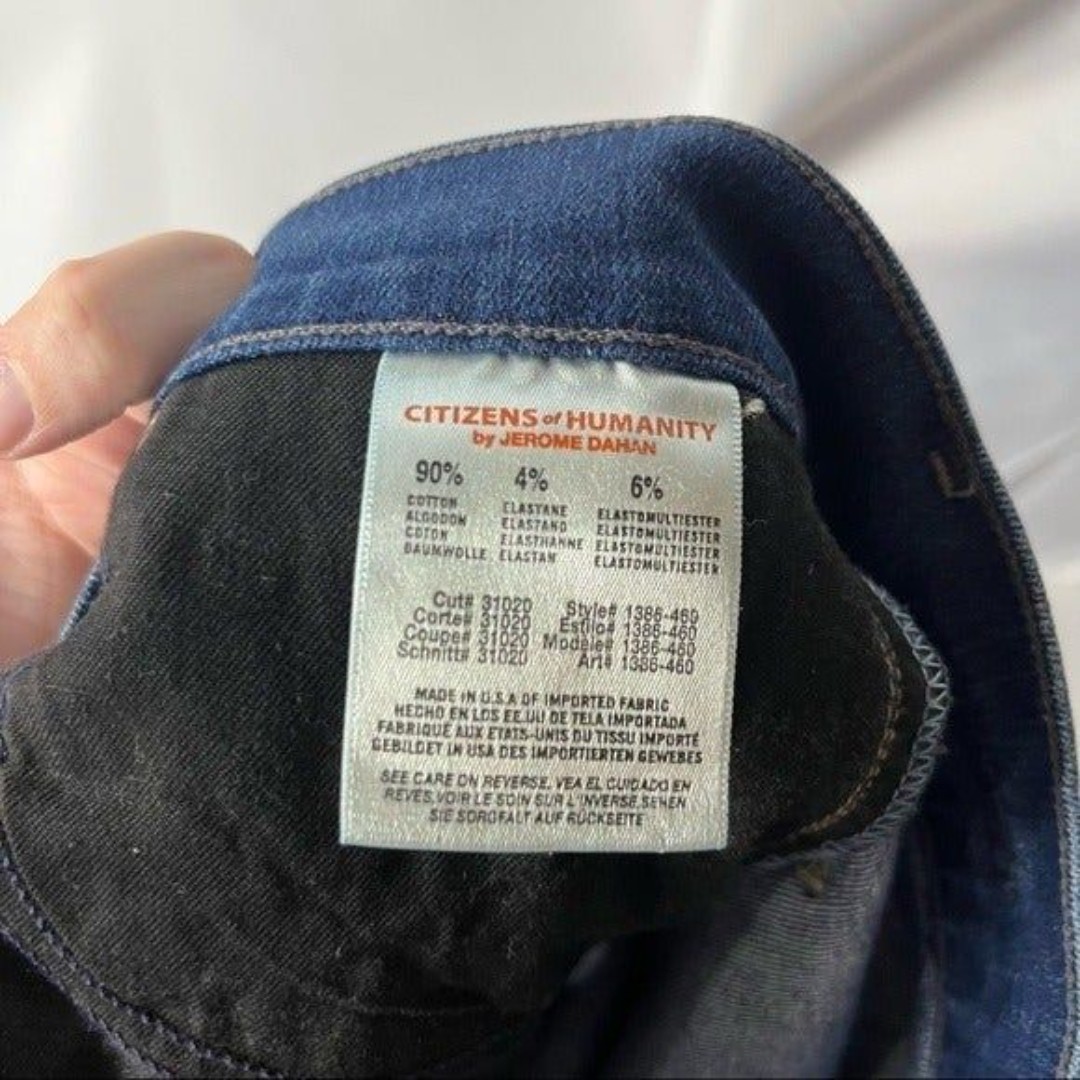 CITIZENS of HUMANITY
by JEROME DAHAN
90% 4% 6%
COTTON ELASTANE ELASTOMULTIESTER
ALGODON ELASTANO ELASTOMULTIESTER
COTON ELASTHANNE ELASTOMULTIESTER
BAUMWOLLE ELASTAN ELASTOMULTIESTER
Cut# 31020 Style# 1386-460
Corte# 31020 Estilo# 1386-460
Coupe# 31020 Modele# 1386-460
Schnitt# 31020 Art# 1386-460
MADE IN U.S.A OF IMPORTED FABRIC
HECHO EN LOS EE.UU DE TELA IMPORTADA
FABRIQUE AUX ETATS-UNIS DU TISSU IMPORTÉ
GEBILDET IN USA DES IMPORTIERTEN GEWEBES
SEE CARE ON REVERSE, VEA EL CUIDADO EN
REVES, VOIR LE SOIN SUR L'INVERSE, SEHEN
SIE SORGFALT AUF RÜCKSEITE